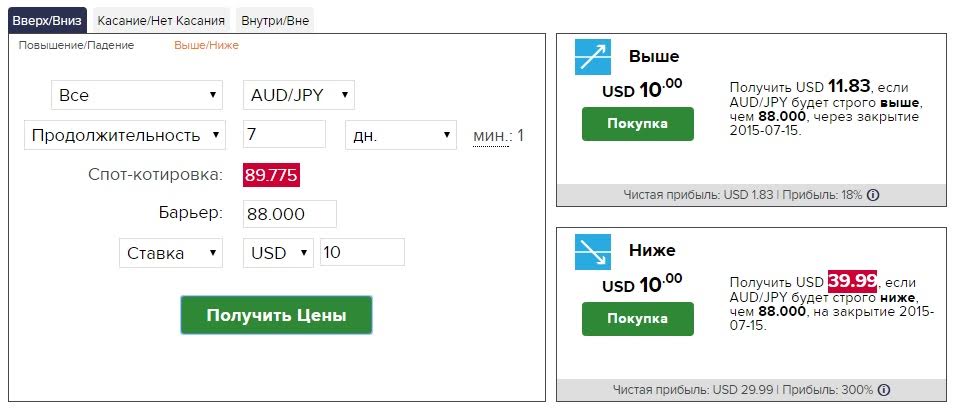 Вверх/Вниз Касание/Нет Касания Внутри/Вне
Повышение/Падение Выше/Ниже
Все AUD/JPY
Продолжительность 7 дн. мин.: 1
Спот-котировка: 89.775
Барьер: 88.000
Ставка USD 10
Получить Цены
Выше
USD 10.00
Покупка
Получить USD 11.83, если
AUD/JPY будет строго выше,
чем 88.000, через закрытие
2015-07-15.
Чистая прибыль: USD 1.83 | Прибыль: 18%
Ниже
USD 10.00
Покупка
Получить USD 39.99, если
AUD/JPY будет строго ниже,
чем 88.000, на закрытие 2015-
07-15.
Чистая прибыль: USD 29.99 | Прибыль: 300%